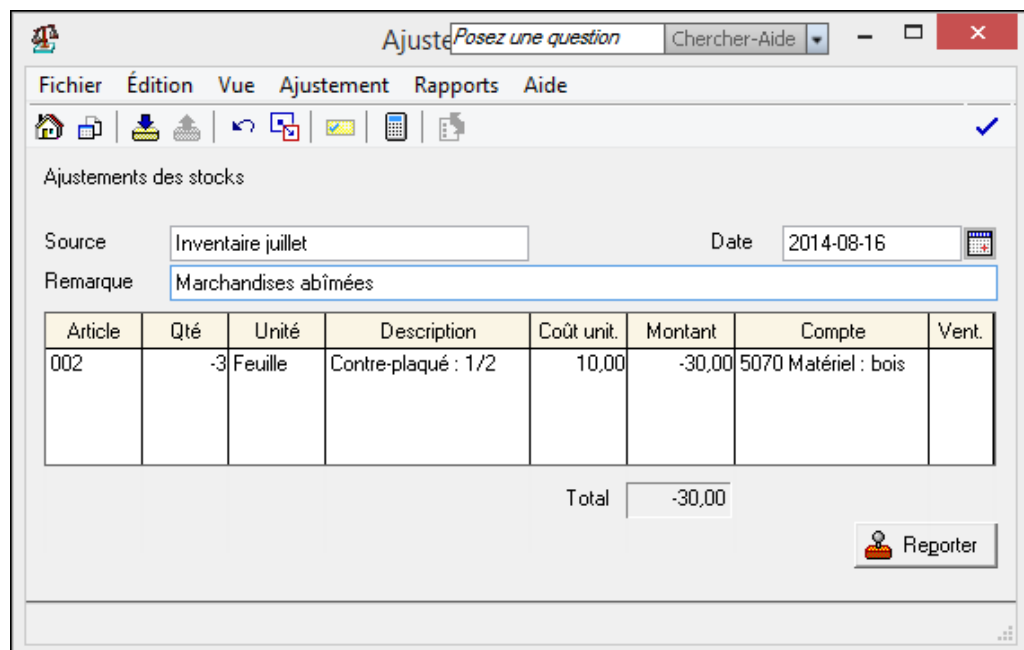 Ajuste Posez une question Chercher-Aide
Fichier Édition Vue Ajustement Rapports Aide
Ajustements des stocks
Source Inventaire juillet Date 2014-08-16
Remarque Marchandises abîmées
Article Qté Unité Description Coût unit. Montant Compte Vent.
002 -3 Feuille Contre-plaqué : 1/2 10,00 -30,00 5070 Matériel : bois
Total -30,00
Reporter